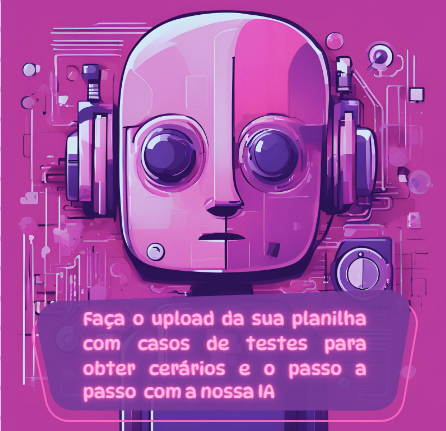 Faça o upload da sua planilha
com casos de testes para
obter cerários e o passo a
passo com a nossa IA